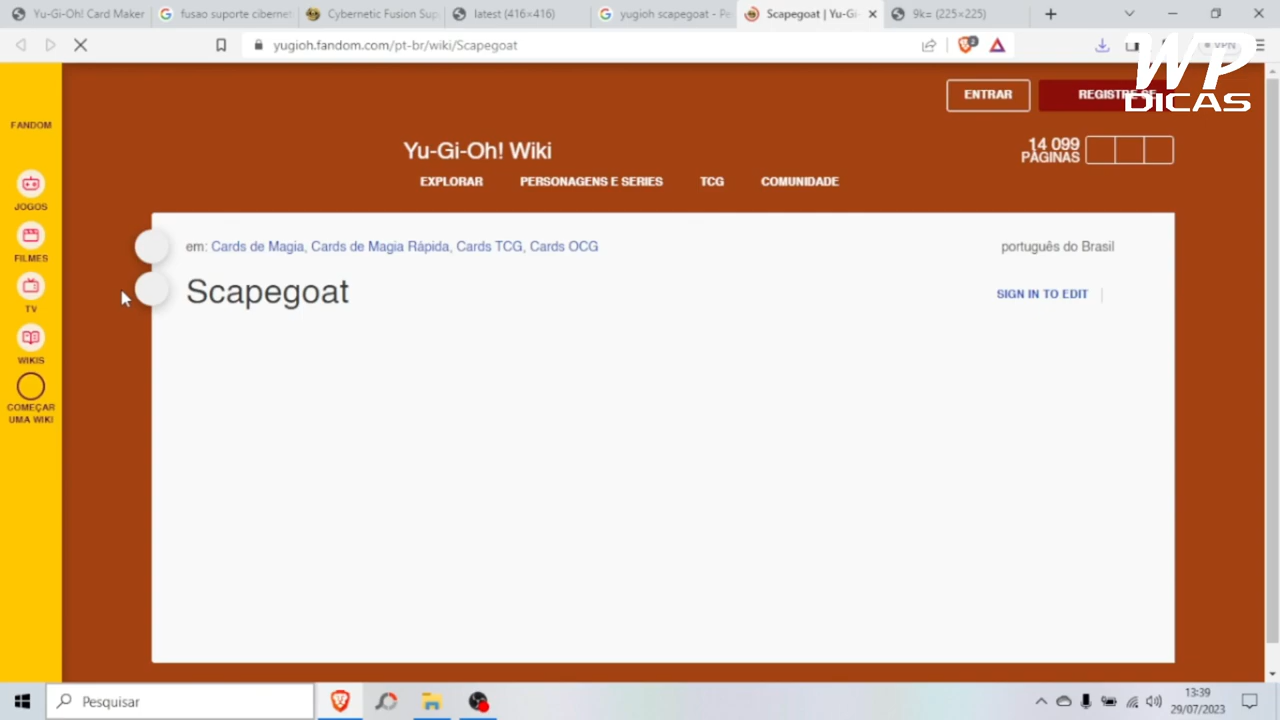 Yu-Gi-Oh! Card Maker
fusao suporte cibernet
Cybernetic Fusion Sup
latest (416×416)
yugioh scapegoat - Pe
Scapegoat | Yu-Gi-
9k= (225×225)
yugioh.fandom.com/pt-br/wiki/Scapegoat
2
VPN
WP
DICAS
ENTRAR
REGISTRE-SE
FANDOM
Yu-Gi-Oh! Wiki
14 099
PÁGINAS
EXPLORAR
PERSONAGENS E SERIES
TCG
COMUNIDADE
JOGOS
FILMES
TV
WIKIS
COMEÇAR
UMA WIKI
em: Cards de Magia, Cards de Magia Rápida, Cards TCG, Cards OCG
português do Brasil
Scapegoat
SIGN IN TO EDIT
Pesquisar
13:39
29/07/2023